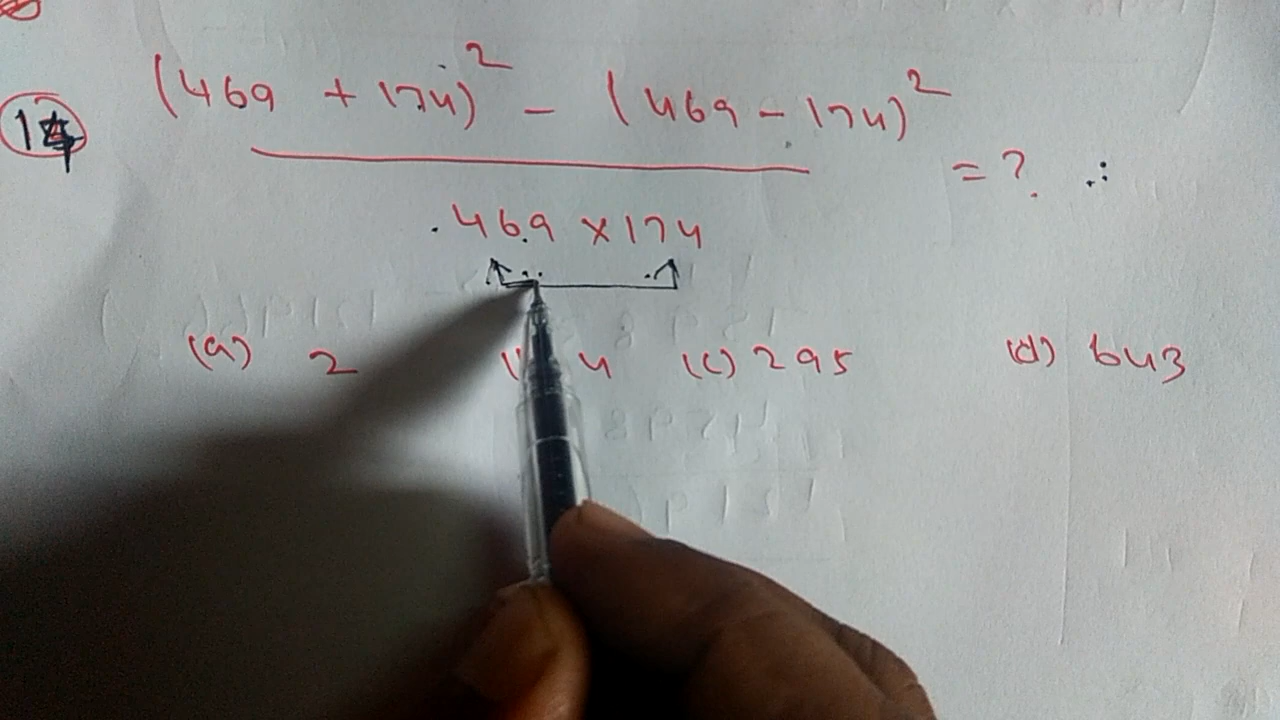 14 (469 + 174)² - (469 - 174)²
= ?
469 × 174
(a) 2 4 (c) 295 (d) 643